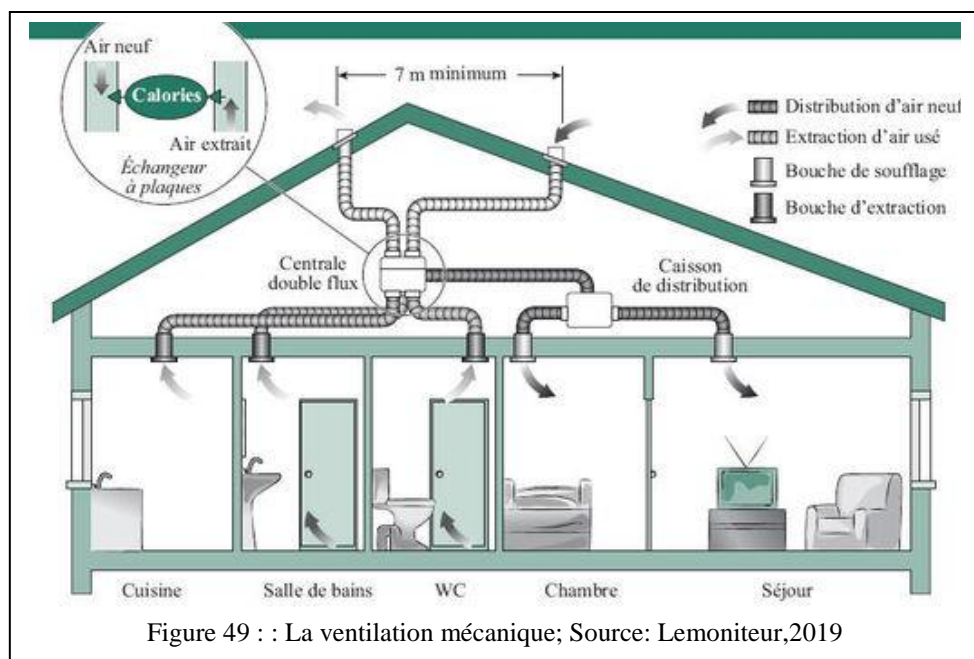 Air neuf
Calories
Air extrait
Échangeur
à plaques
7 m minimum
Distribution d'air neuf
Extraction d'air usé
Bouche de soufflage
Bouche d'extraction
Centrale
double flux
Caisson
de distribution
Cuisine
Salle de bains
WC
Chambre
Séjour
Figure 49 : : La ventilation mécanique; Source: Lemoniteur,2019